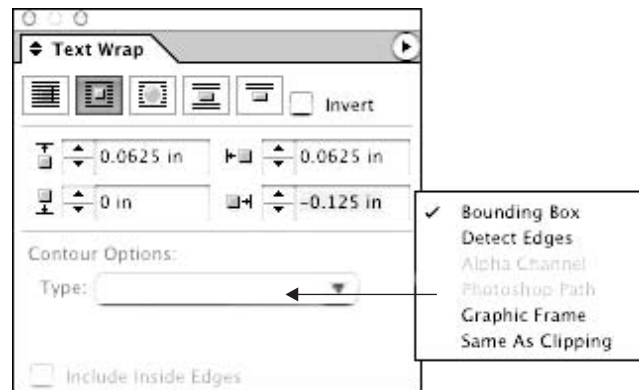 Text Wrap
Invert
0.0625 in 0.0625 in
0 in -0.125 in
Contour Options:
Type:
Include Inside Edges
✓ Bounding Box
Detect Edges
Alpha Channel
Photoshop Path
Graphic Frame
Same As Clipping